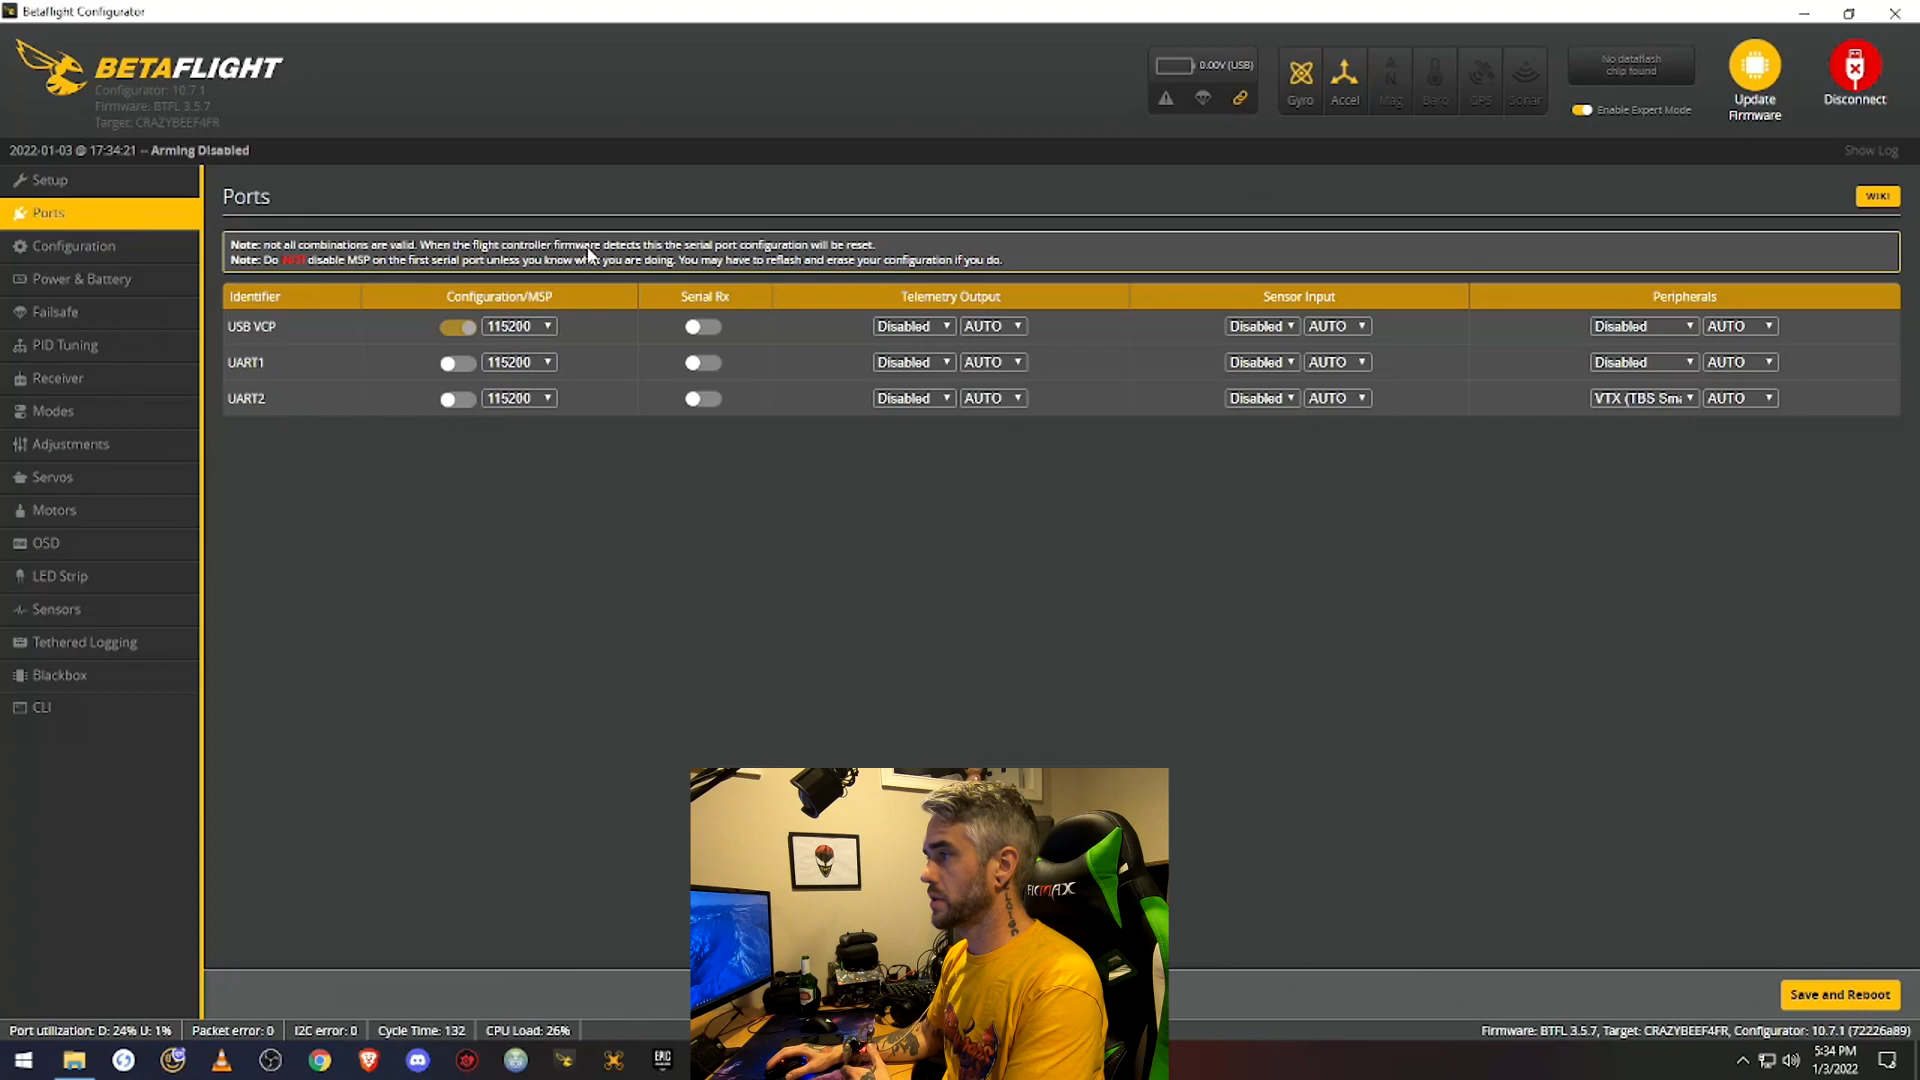 Betaflight Configurator
BETAFLIGHT
Configurator: 10.7.1
Firmware: BTFL 3.5.7
Target: CRAZYBEEF4FR
0.00V (USB)
Gyro
Accel
Mag
Baro
GPS
Sonar
No dataflash
chip found
Enable Expert Mode
Update
Firmware
Disconnect
2022-01-03 @ 17:34:21 -- Arming Disabled
Show Log
Setup
Ports
Configuration
Power & Battery
Failsafe
PID Tuning
Receiver
Modes
Adjustments
Servos
Motors
OSD
LED Strip
Sensors
Tethered Logging
Blackbox
CLI
Ports
WIKI
Note: not all combinations are valid. When the flight controller firmware detects this the serial port configuration will be reset.
Note: Do NOT disable MSP on the first serial port unless you know what you are doing. You may have to reflash and erase your configuration if you do.
Identifier Configuration/MSP Serial Rx Telemetry Output Sensor Input Peripherals
USB VCP 115200 Disabled AUTO Disabled AUTO Disabled AUTO
UART1 115200 Disabled AUTO Disabled AUTO Disabled AUTO
UART2 115200 Disabled AUTO Disabled AUTO VTX (TBS Sma AUTO
FICMAX
Save and Reboot
Port utilization: D: 24% U: 1% Packet error: 0 I2C error: 0 Cycle Time: 132 CPU Load: 26%
Firmware: BTFL 3.5.7, Target: CRAZYBEEF4FR, Configurator: 10.7.1 (72226a89)
EPIC
5:34 PM
1/3/2022